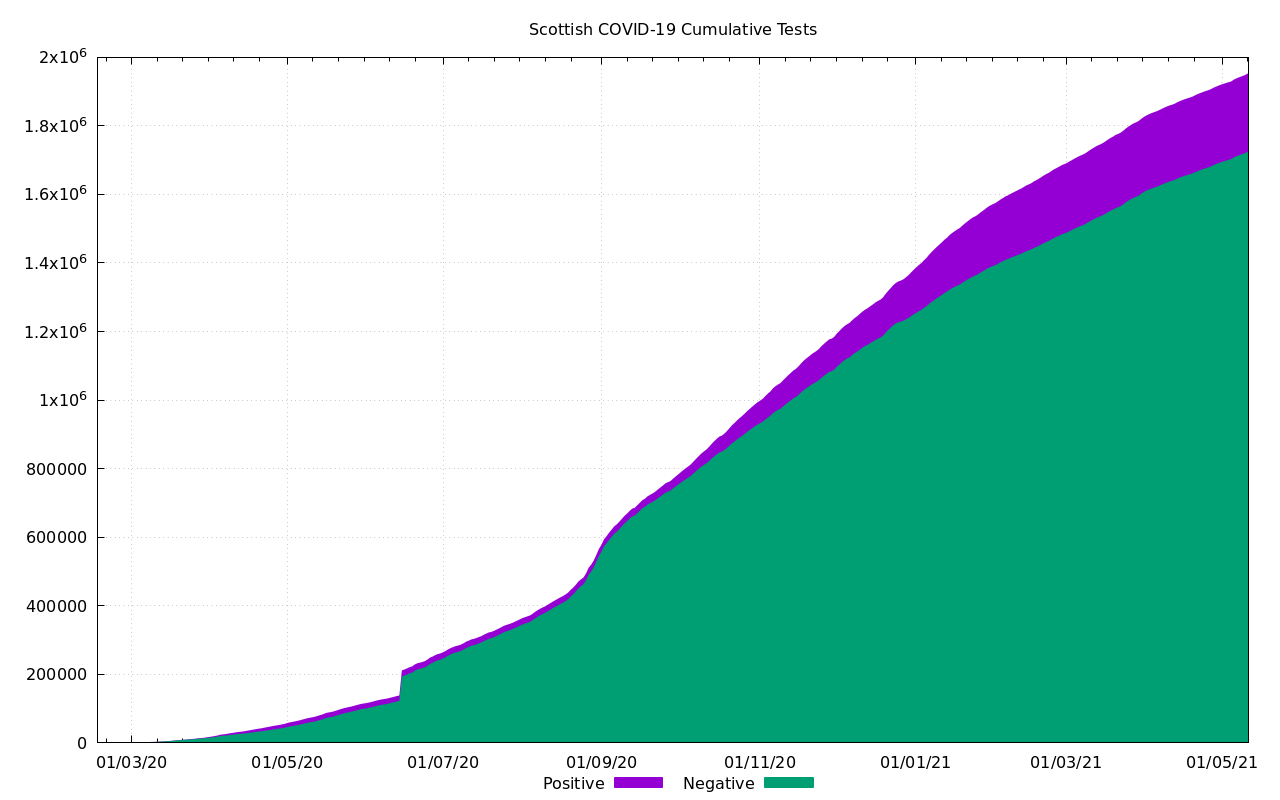 Scottish COVID-19 Cumulative Tests
2x10⁶
1.8x10⁶
1.6x10⁶
1.4x10⁶
1.2x10⁶
1x10⁶
800000
600000
400000
200000
0
01/03/20 01/05/20 01/07/20 01/09/20 01/11/20 01/01/21 01/03/21 01/05/21
Positive Negative